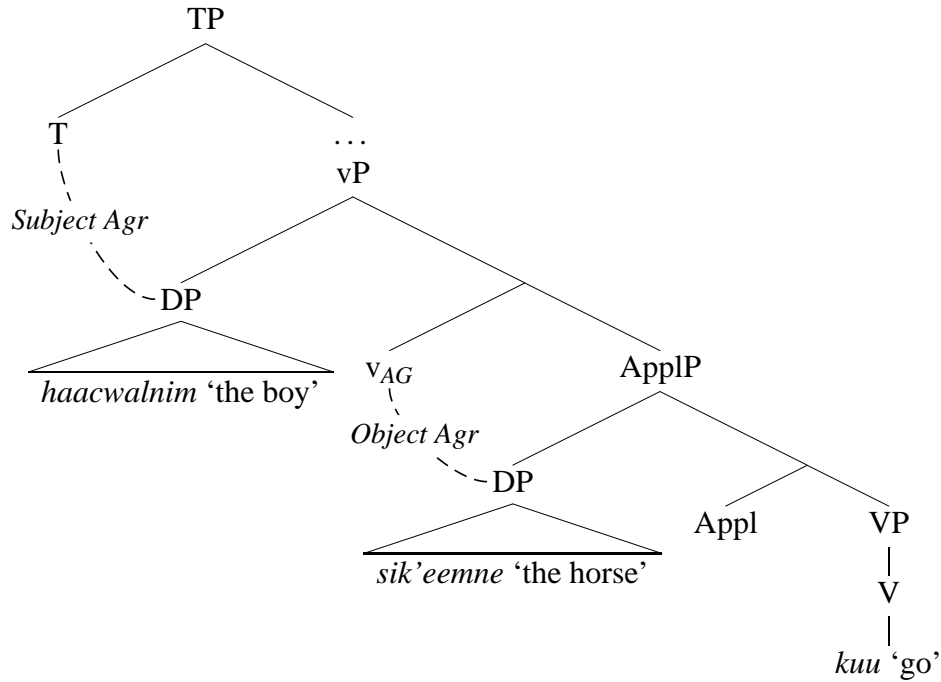 TP
T
. . .
vP
Subject Agr
DP
haacwalnim ‘the boy’
vAG
ApplP
Object Agr
DP
Appl
VP
sik’eemne ‘the horse’
V
kuu ‘go’